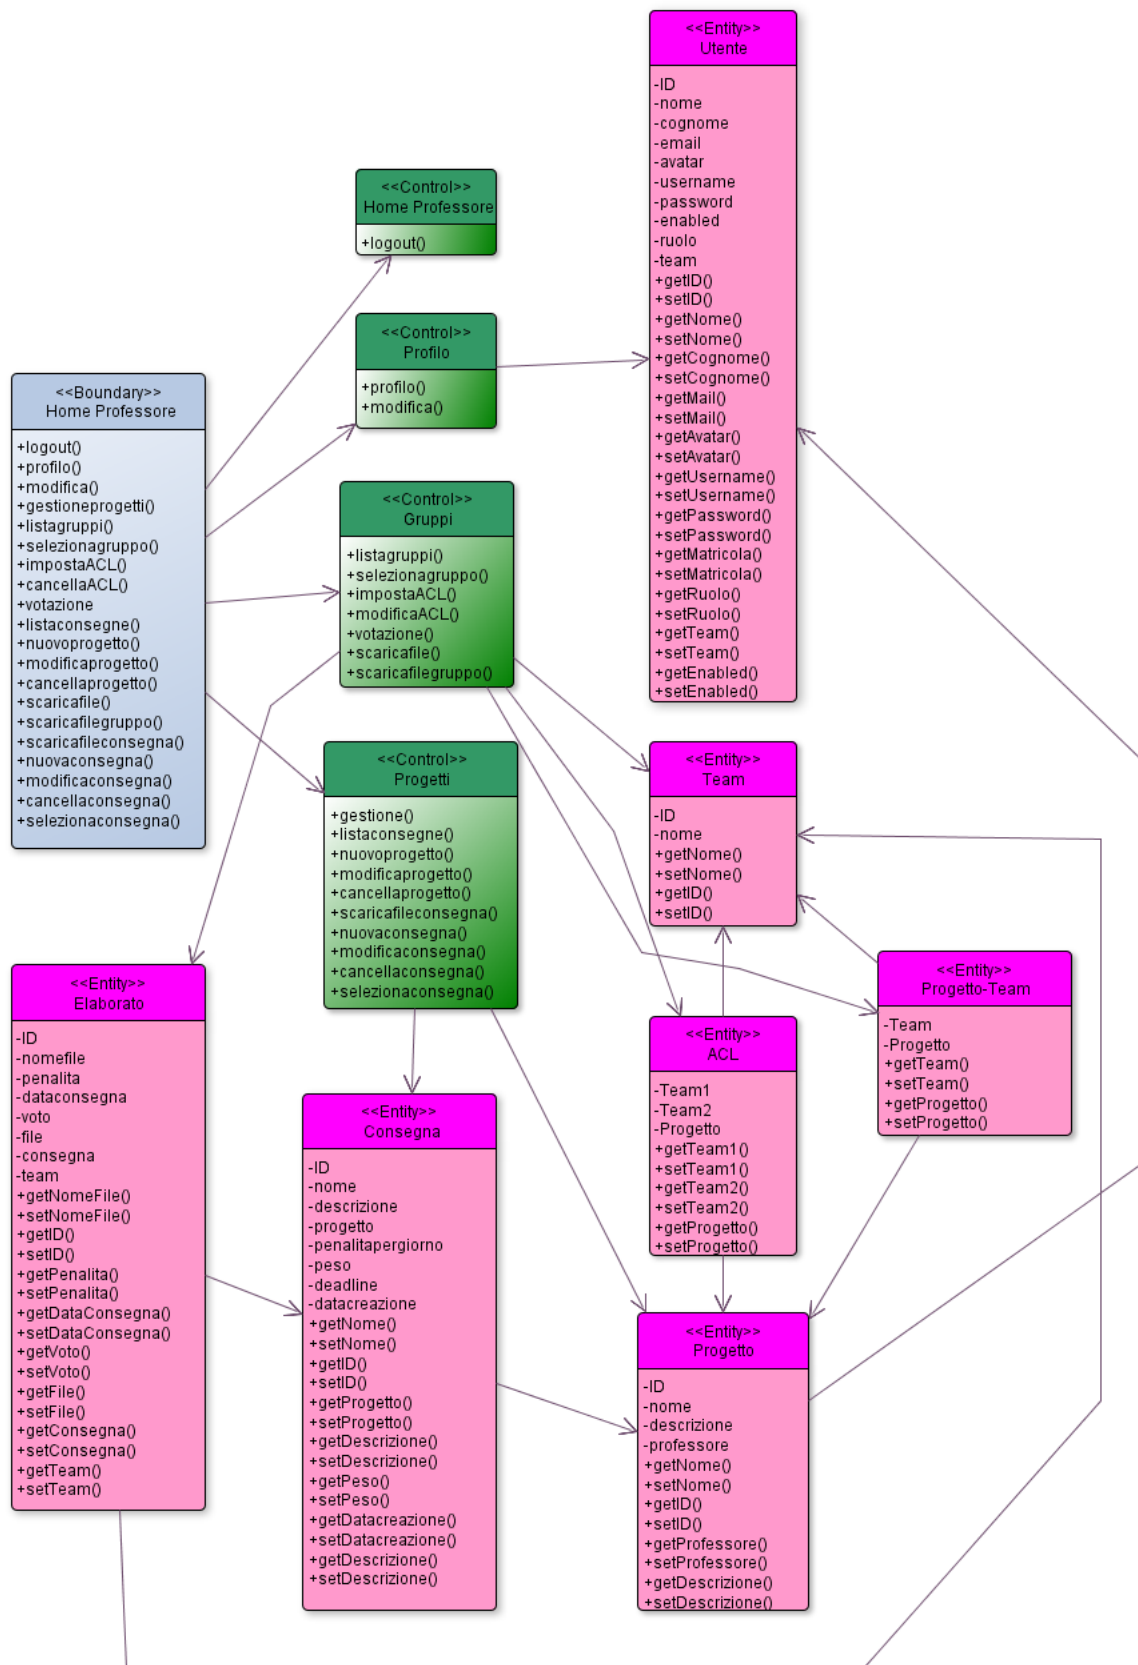 <<Entity>>
Utente
-ID
-nome
-cognome
-email
-avatar
-username
-password
-enabled
-ruolo
-team
+getID()
+setID()
+getNome()
+setNome()
+getCognome()
+setCognome()
+getMail()
+setMail()
+getAvatar()
+setAvatar()
+getUsername()
+setUsername()
+getPassword()
+setPassword()
+getMatricola()
+setMatricola()
+getRuolo()
+setRuolo()
+getTeam()
+setTeam()
+getEnabled()
+setEnabled()
<<Control>>
Home Professore
+logout()
<<Control>>
Profilo
+profilo()
+modifica()
<<Boundary>>
Home Professore
+logout()
+profilo()
+modifica()
+gestioneprogetti()
+listagruppi()
+selezionagruppo()
+impostaACL()
+cancellaACL()
+votazione
+listaconsegne()
+nuovoprogetto()
+modificaprogetto()
+cancellaprogetto()
+scaricafile()
+scaricafilegruppo()
+scaricafileconsegna()
+nuovaconsegna()
+modificaconsegna()
+cancellaconsegna()
+selezionaconsegna()
<<Control>>
Gruppi
+listagruppi()
+selezionagruppo()
+impostaACL()
+modificaACL()
+votazione()
+scaricafile()
+scaricafilegruppo()
<<Control>>
Progetti
+gestione()
+listaconsegne()
+nuovoprogetto()
+modificaprogetto()
+cancellaprogetto()
+scaricafileconsegna()
+nuovaconsegna()
+modificaconsegna()
+cancellaconsegna()
+selezionaconsegna()
<<Entity>>
Team
-ID
-nome
+getNome()
+setNome()
+getID()
+setID()
<<Entity>>
Progetto-Team
-Team
-Progetto
+getTeam()
+setTeam()
+getProgetto()
+setProgetto()
<<Entity>>
Elaborato
-ID
-nomefile
-penalita
-dataconsegna
-voto
-file
-consegna
-team
+getNomeFile()
+setNomeFile()
+getID()
+setID()
+getPenalita()
+setPenalita()
+getDataConsegna()
+setDataConsegna()
+getVoto()
+setVoto()
+getFile()
+setFile()
+getConsegna()
+setConsegna()
+getTeam()
+setTeam()
<<Entity>>
ACL
-Team1
-Team2
-Progetto
+getTeam1()
+setTeam1()
+getTeam2()
+setTeam2()
+getProgetto()
+setProgetto()
<<Entity>>
Consegna
-ID
-nome
-descrizione
-progetto
-penalitapergiorno
-peso
-deadline
-datacreazione
+getNome()
+setNome()
+getID()
+setID()
+getProgetto()
+setProgetto()
+getDescrizione()
+setDescrizione()
+getPeso()
+setPeso()
+getDatacreazione()
+setDatacreazione()
+getDescrizione()
+setDescrizione()
<<Entity>>
Progetto
-ID
-nome
-descrizione
-professore
+getNome()
+setNome()
+getID()
+setID()
+getProfessore()
+setProfessore()
+getDescrizione()
+setDescrizione()